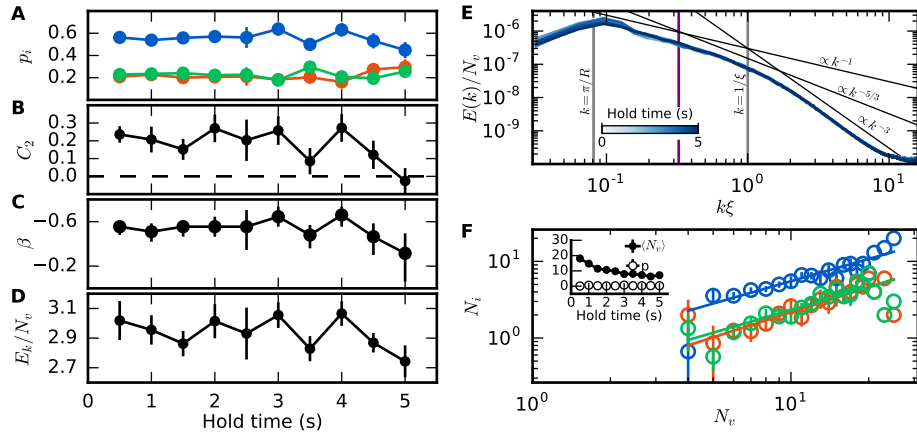 A
0.6
0.4
0.2
p_i
B
0.3
0.2
0.1
0.0
C_2
C
−0.6
−0.2
β
D
3.1
2.9
2.7
E_k/N_v
0 1 2 3 4 5
Hold time (s)
E
10^-6
10^-7
10^-8
10^-9
E(k)/N_v
k=π/R
k=1/ξ
∝k^-1
∝k^-5/3
∝k^-3
Hold time (s)
0 5
10^-1 10^0 10^1
kξ
F
10^1
10^0
N_i
30
20
10
0
⟨N_v⟩
p
0 1 2 3 4 5
Hold time (s)
10^0 10^1
N_v